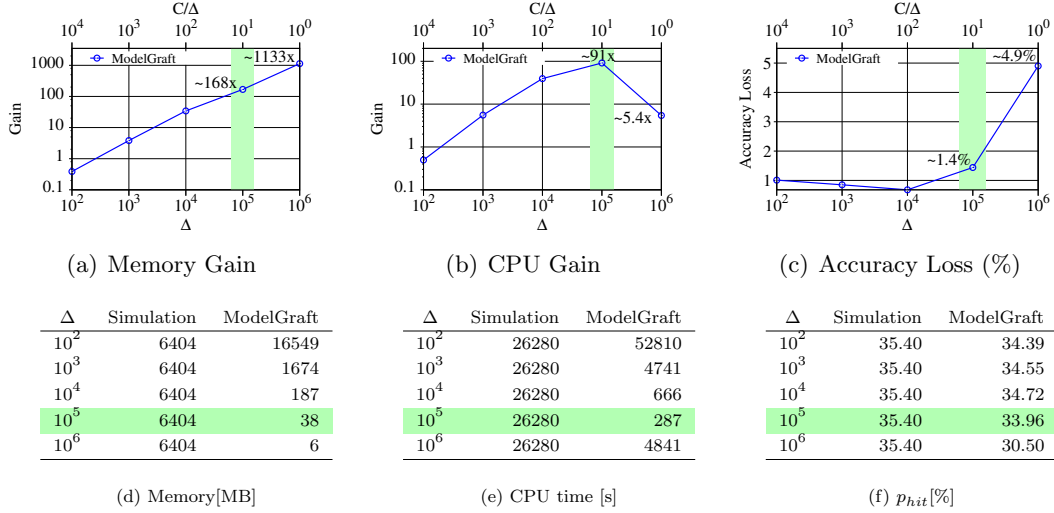 C/Δ
10^4 10^3 10^2 10^1 10^0
ModelGraft
~1133x
~168x
Gain
1000
100
10
1
0.1
10^2 10^3 10^4 10^5 10^6
Δ
(a) Memory Gain
C/Δ
10^4 10^3 10^2 10^1 10^0
ModelGraft
~91x
~5.4x
Gain
100
10
1
0.1
10^2 10^3 10^4 10^5 10^6
Δ
(b) CPU Gain
C/Δ
10^4 10^3 10^2 10^1 10^0
ModelGraft
~4.9%
~1.4%
Accuracy Loss
5
4
3
2
1
10^2 10^3 10^4 10^5 10^6
Δ
(c) Accuracy Loss (%)
Δ Simulation ModelGraft
10^2 6404 16549
10^3 6404 1674
10^4 6404 187
10^5 6404 38
10^6 6404 6
(d) Memory[MB]
Δ Simulation ModelGraft
10^2 26280 52810
10^3 26280 4741
10^4 26280 666
10^5 26280 287
10^6 26280 4841
(e) CPU time [s]
Δ Simulation ModelGraft
10^2 35.40 34.39
10^3 35.40 34.55
10^4 35.40 34.72
10^5 35.40 33.96
10^6 35.40 30.50
(f) p_hit[%]